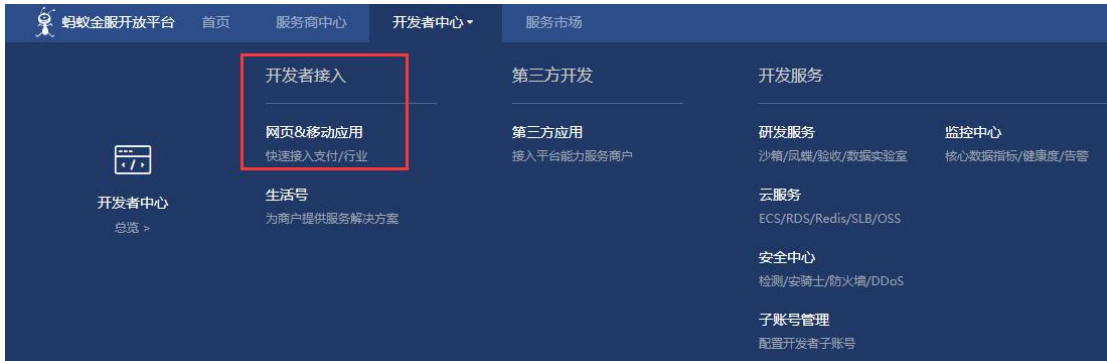 蚂蚁金服开放平台 首页 服务商中心 开发者中心 服务市场
开发者接入 第三方开发 开发服务
网页&移动应用 第三方应用 研发服务 监控中心
快速接入支付/行业 接入平台能力服务商户 沙箱/凤蝶/验收/数据实验室 核心数据指标/健康度/告警
开发者中心
总览 >
生活号 云服务
为商户提供服务解决方案 ECS/RDS/Redis/SLB/OSS
安全中心
检测/安骑士/防火墙/DDoS
子账号管理
配置开发者子账号